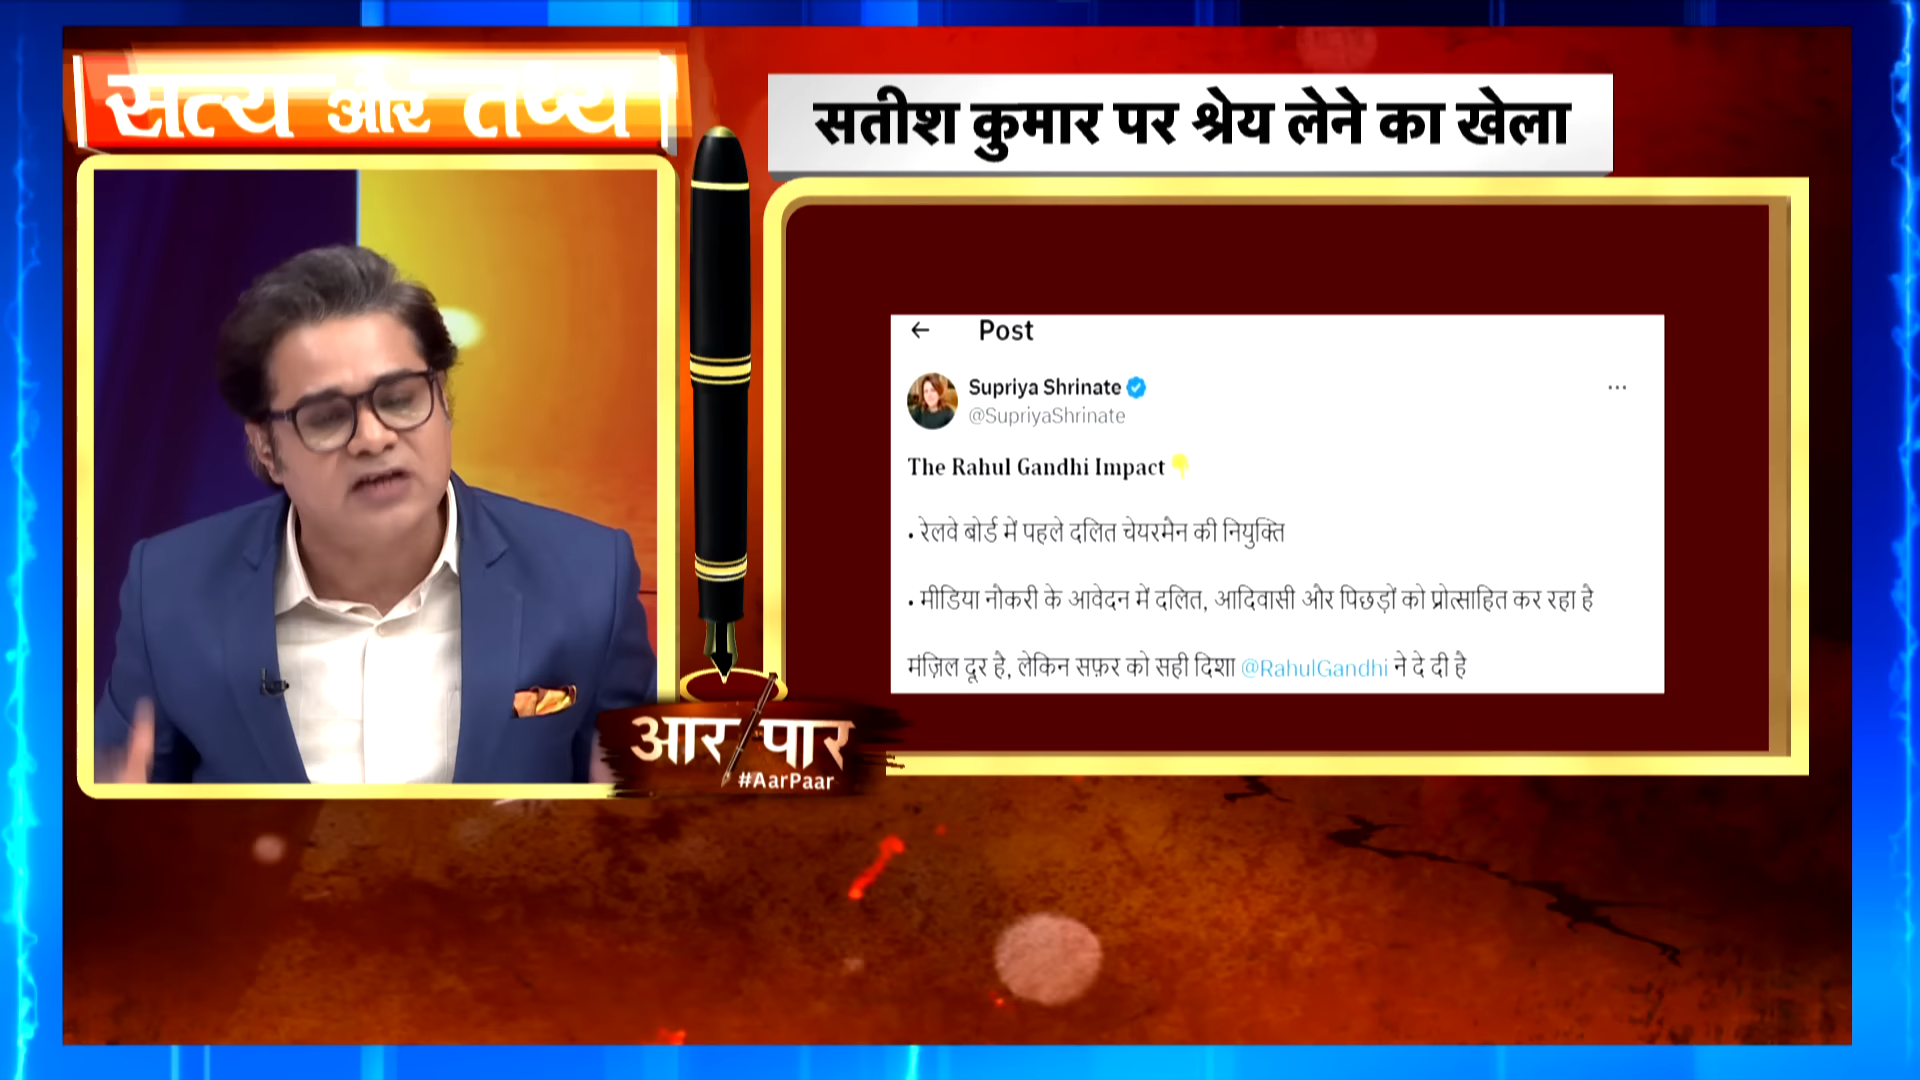 सत्य और तथ्य
सतीश कुमार पर श्रेय लेने का खेला
Post
Supriya Shrinate
@SupriyaShrinate
The Rahul Gandhi Impact👇
• रेलवे बोर्ड में पहले दलित चेयरमैन की नियुक्ति
• मीडिया नौकरी के आवेदन में दलित, आदिवासी और पिछड़ों को प्रोत्साहित कर रहा है
मंज़िल दूर है, लेकिन सफ़र को सही दिशा @RahulGandhi ने दे दी है
आर पार
#AarPaar